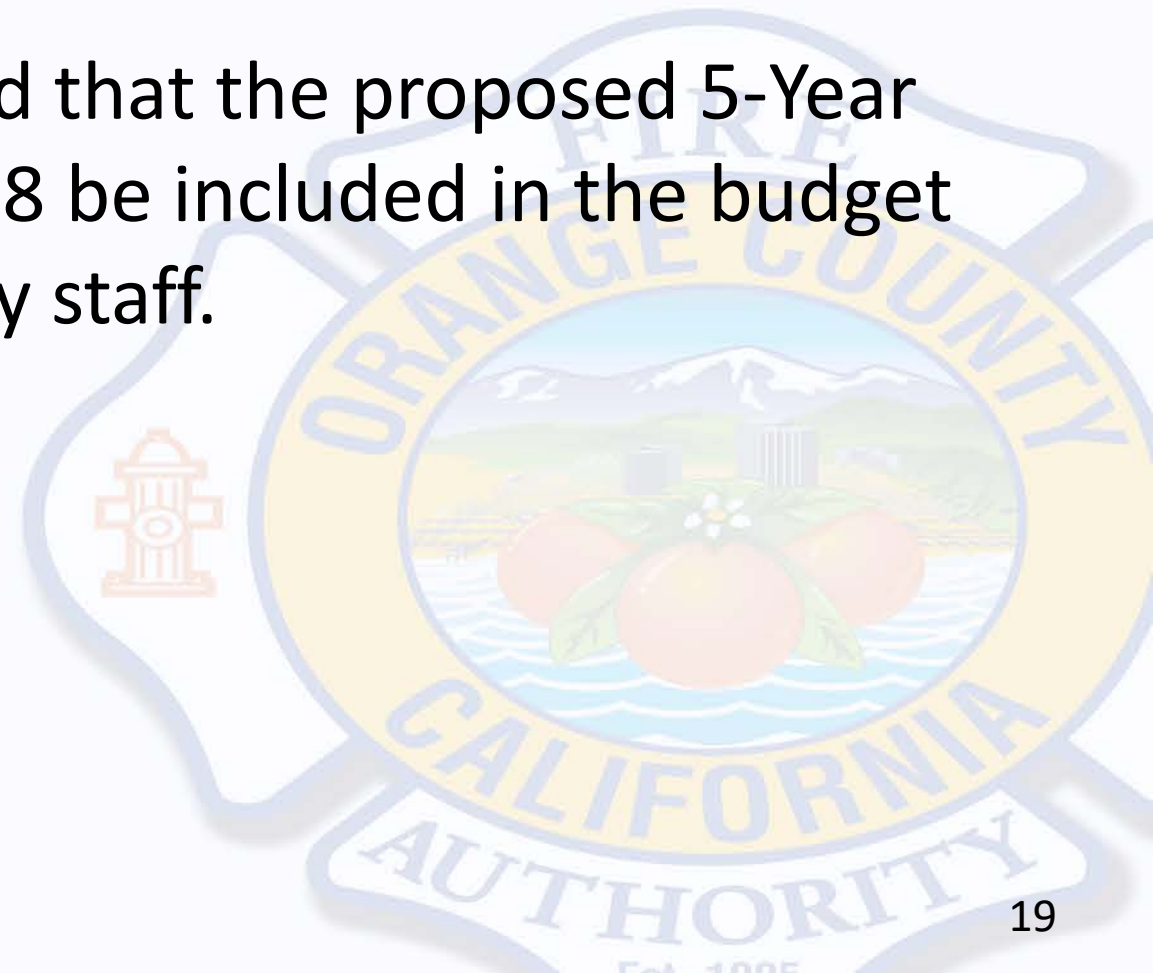 d that the proposed 5-Year
8 be included in the budget
y staff.
FIRE
ORANGE COUNTY
CALIFORNIA
AUTHORITY
19